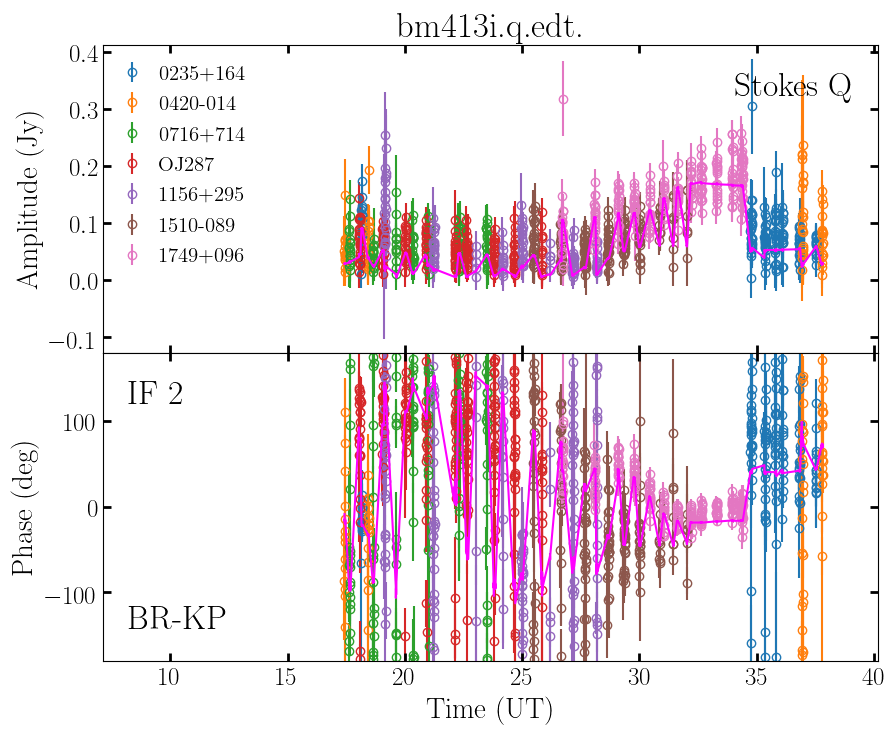 bm413i.q.edt.
Stokes Q
0235+164
0420-014
0716+714
OJ287
1156+295
1510-089
1749+096
Amplitude (Jy)
0.4
0.3
0.2
0.1
0.0
−0.1
IF 2
BR-KP
Phase (deg)
100
0
−100
10 15 20 25 30 35 40
Time (UT)